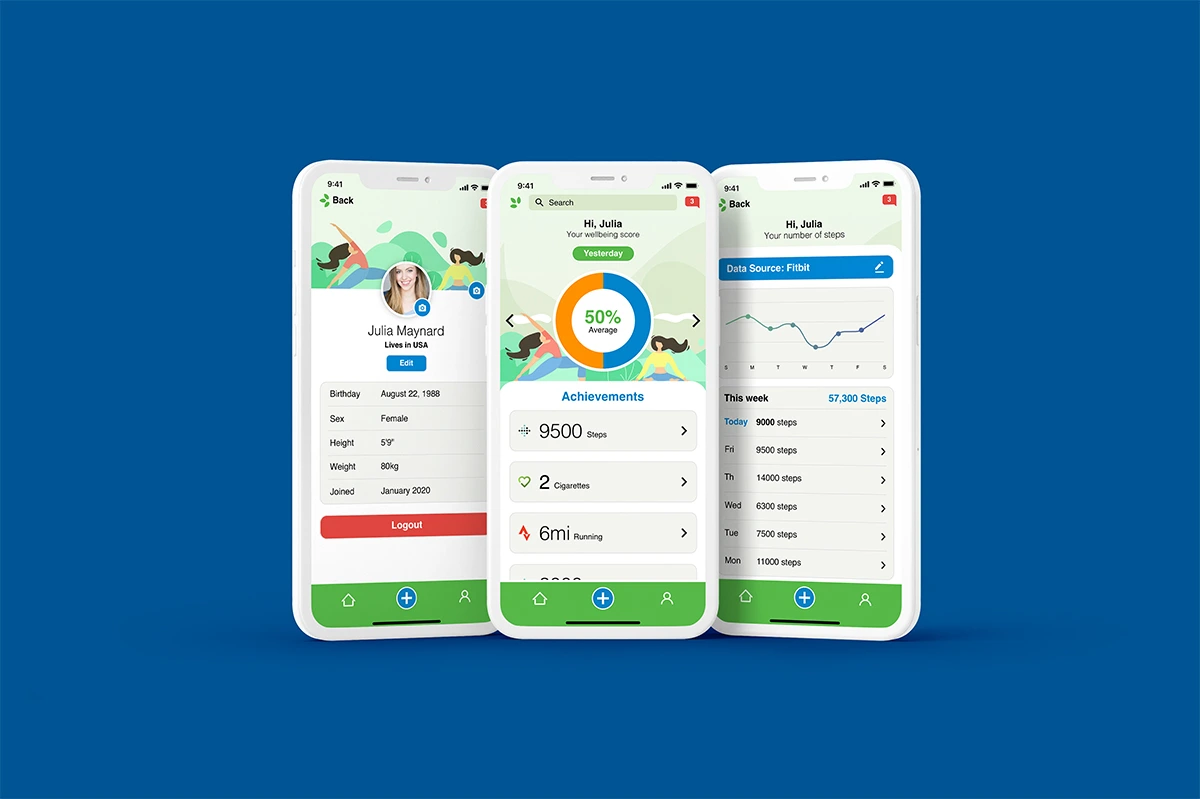 9:41
Back
Julia Maynard
Lives in USA
Edit
Birthday August 22, 1988
Sex Female
Height 5'9"
Weight 80kg
Joined January 2020
Logout
9:41
Search
3
Hi, Julia
Your wellbeing score
Yesterday
50%
Average
Achievements
9500 Steps
2 Cigarettes
6mi Running
9:41
Back
3
Hi, Julia
Your number of steps
Data Source: Fitbit
S M T W T F S
This week 57,300 Steps
Today 9000 steps
Fri 9500 steps
Th 14000 steps
Wed 6300 steps
Tue 7500 steps
Mon 11000 steps